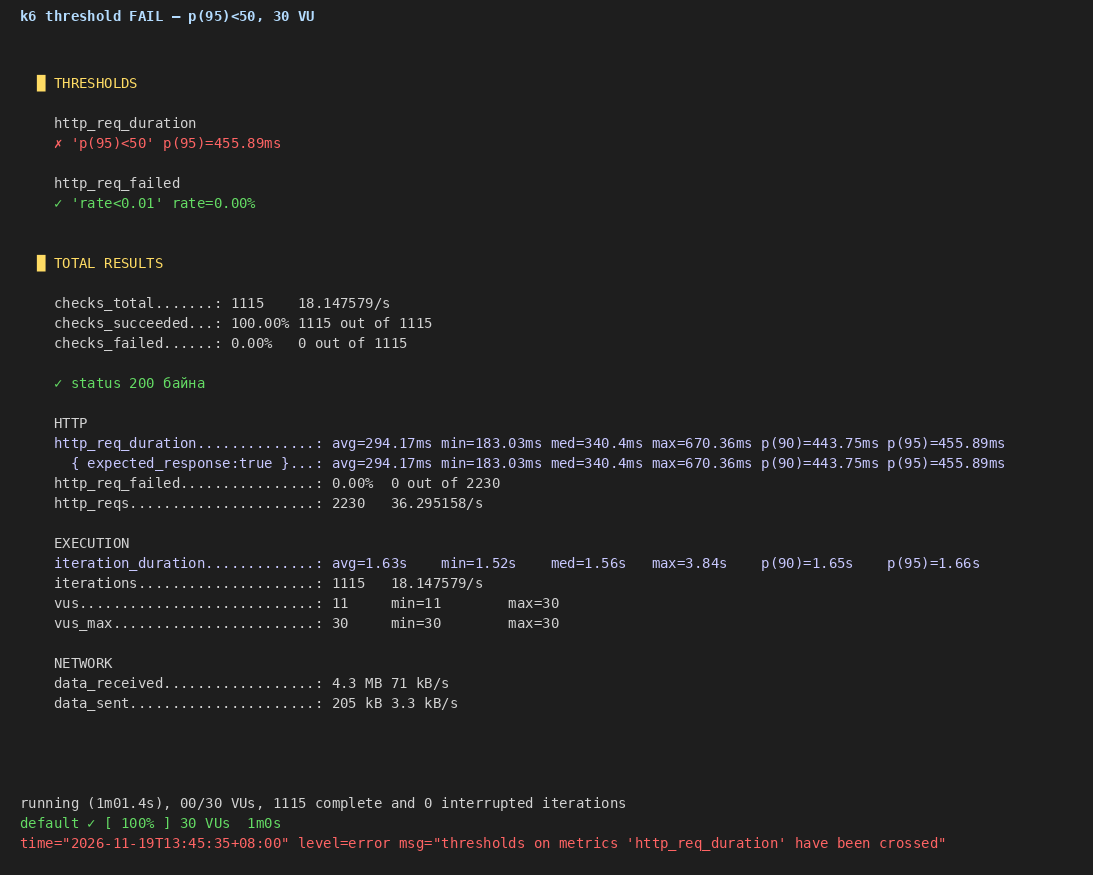 k6 threshold FAIL — p(95)<50, 30 VU
█ THRESHOLDS
http_req_duration
✗ 'p(95)<50' p(95)=455.89ms
http_req_failed
✓ 'rate<0.01' rate=0.00%
█ TOTAL RESULTS
checks_total.......: 1115    18.147579/s
checks_succeeded...: 100.00% 1115 out of 1115
checks_failed......: 0.00%   0 out of 1115
✓ status 200 байна
HTTP
http_req_duration..............: avg=294.17ms min=183.03ms med=340.4ms max=670.36ms p(90)=443.75ms p(95)=455.89ms
{ expected_response:true }...: avg=294.17ms min=183.03ms med=340.4ms max=670.36ms p(90)=443.75ms p(95)=455.89ms
http_req_failed................: 0.00%  0 out of 2230
http_reqs......................: 2230   36.295158/s
EXECUTION
iteration_duration.............: avg=1.63s    min=1.52s    med=1.56s   max=3.84s    p(90)=1.65s    p(95)=1.66s
iterations.....................: 1115   18.147579/s
vus............................: 11     min=11        max=30
vus_max........................: 30     min=30        max=30
NETWORK
data_received..................: 4.3 MB 71 kB/s
data_sent......................: 205 kB 3.3 kB/s
running (1m01.4s), 00/30 VUs, 1115 complete and 0 interrupted iterations
default ✓ [ 100% ] 30 VUs  1m0s
time="2026-11-19T13:45:35+08:00" level=error msg="thresholds on metrics 'http_req_duration' have been crossed"